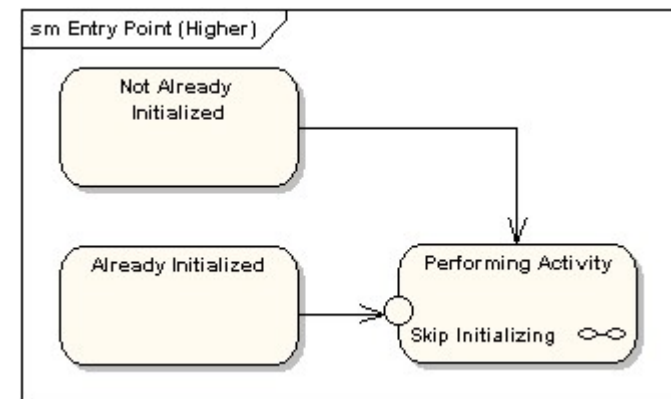 sm Entry Point (Higher)
Not Already
Initialized
Already Initialized
Performing Activity
Skip Initializing